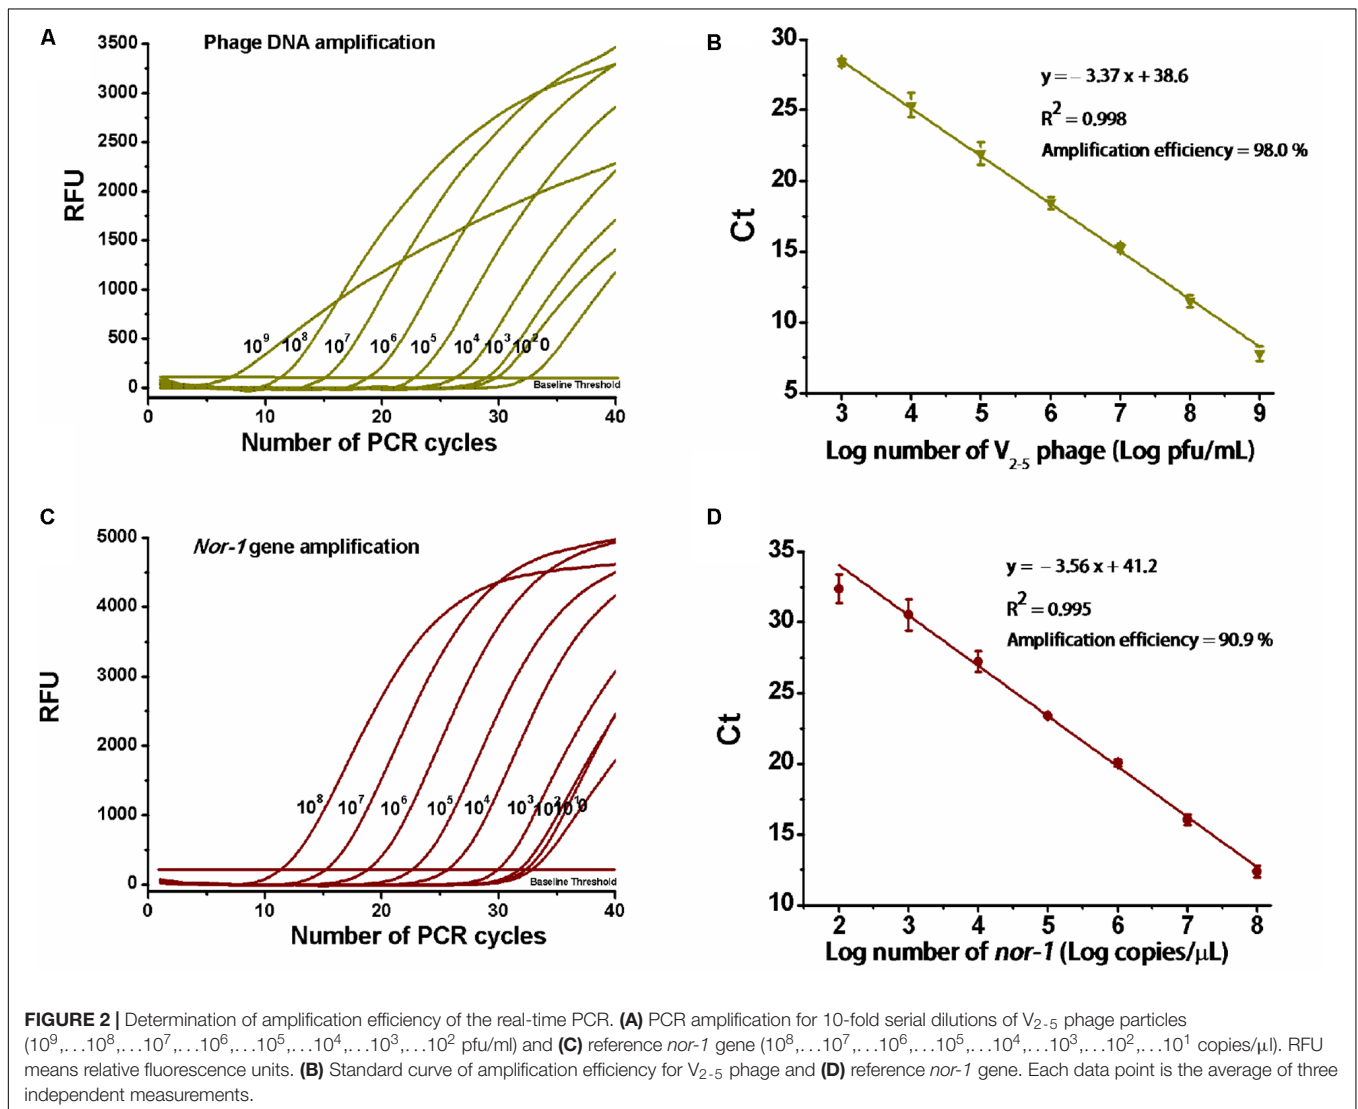 A
Phage DNA amplification
RFU
3500
3000
2500
2000
1500
1000
500
0
10⁹
10⁸
10⁷
10⁶
10⁵
10⁴
10³
10²
0
Baseline Threshold
0
10
20
30
40
Number of PCR cycles
B
Ct
30
25
20
15
10
5
y = – 3.37 x + 38.6
R² = 0.998
Amplification efficiency = 98.0 %
3
4
5
6
7
8
9
Log number of V₂₋₅ phage (Log pfu/mL)
C
Nor-1 gene amplification
RFU
5000
4000
3000
2000
1000
0
10⁸
10⁷
10⁶
10⁵
10⁴
10³
10²
10¹
0
Baseline Threshold
0
10
20
30
40
Number of PCR cycles
D
Ct
35
30
25
20
15
10
y = – 3.56 x + 41.2
R² = 0.995
Amplification efficiency = 90.9 %
2
3
4
5
6
7
8
Log number of nor-1 (Log copies/μL)
FIGURE 2 | Determination of amplification efficiency of the real-time PCR. (A) PCR amplification for 10-fold serial dilutions of V₂₋₅ phage particles
(10⁹,…10⁸,…10⁷,…10⁶,…10⁵,…10⁴,…10³,…10² pfu/ml) and (C) reference nor-1 gene (10⁸,…10⁷,…10⁶,…10⁵,…10⁴,…10³,…10²,…10¹ copies/μl). RFU
means relative fluorescence units. (B) Standard curve of amplification efficiency for V₂₋₅ phage and (D) reference nor-1 gene. Each data point is the average of three
independent measurements.